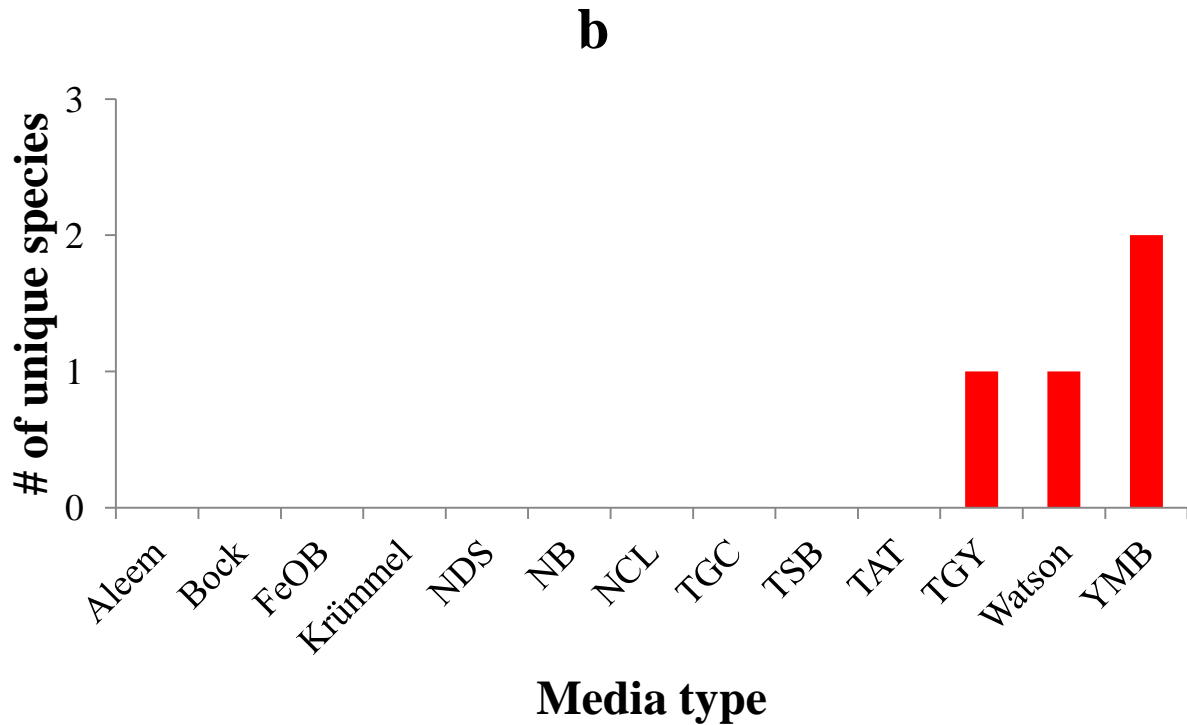 b
# of unique species
3
2
1
0
Aleem
Bock
FeOB
Krümmel
NDS
NB
NCL
TGC
TSB
TAT
TGY
Watson
YMB
Media type